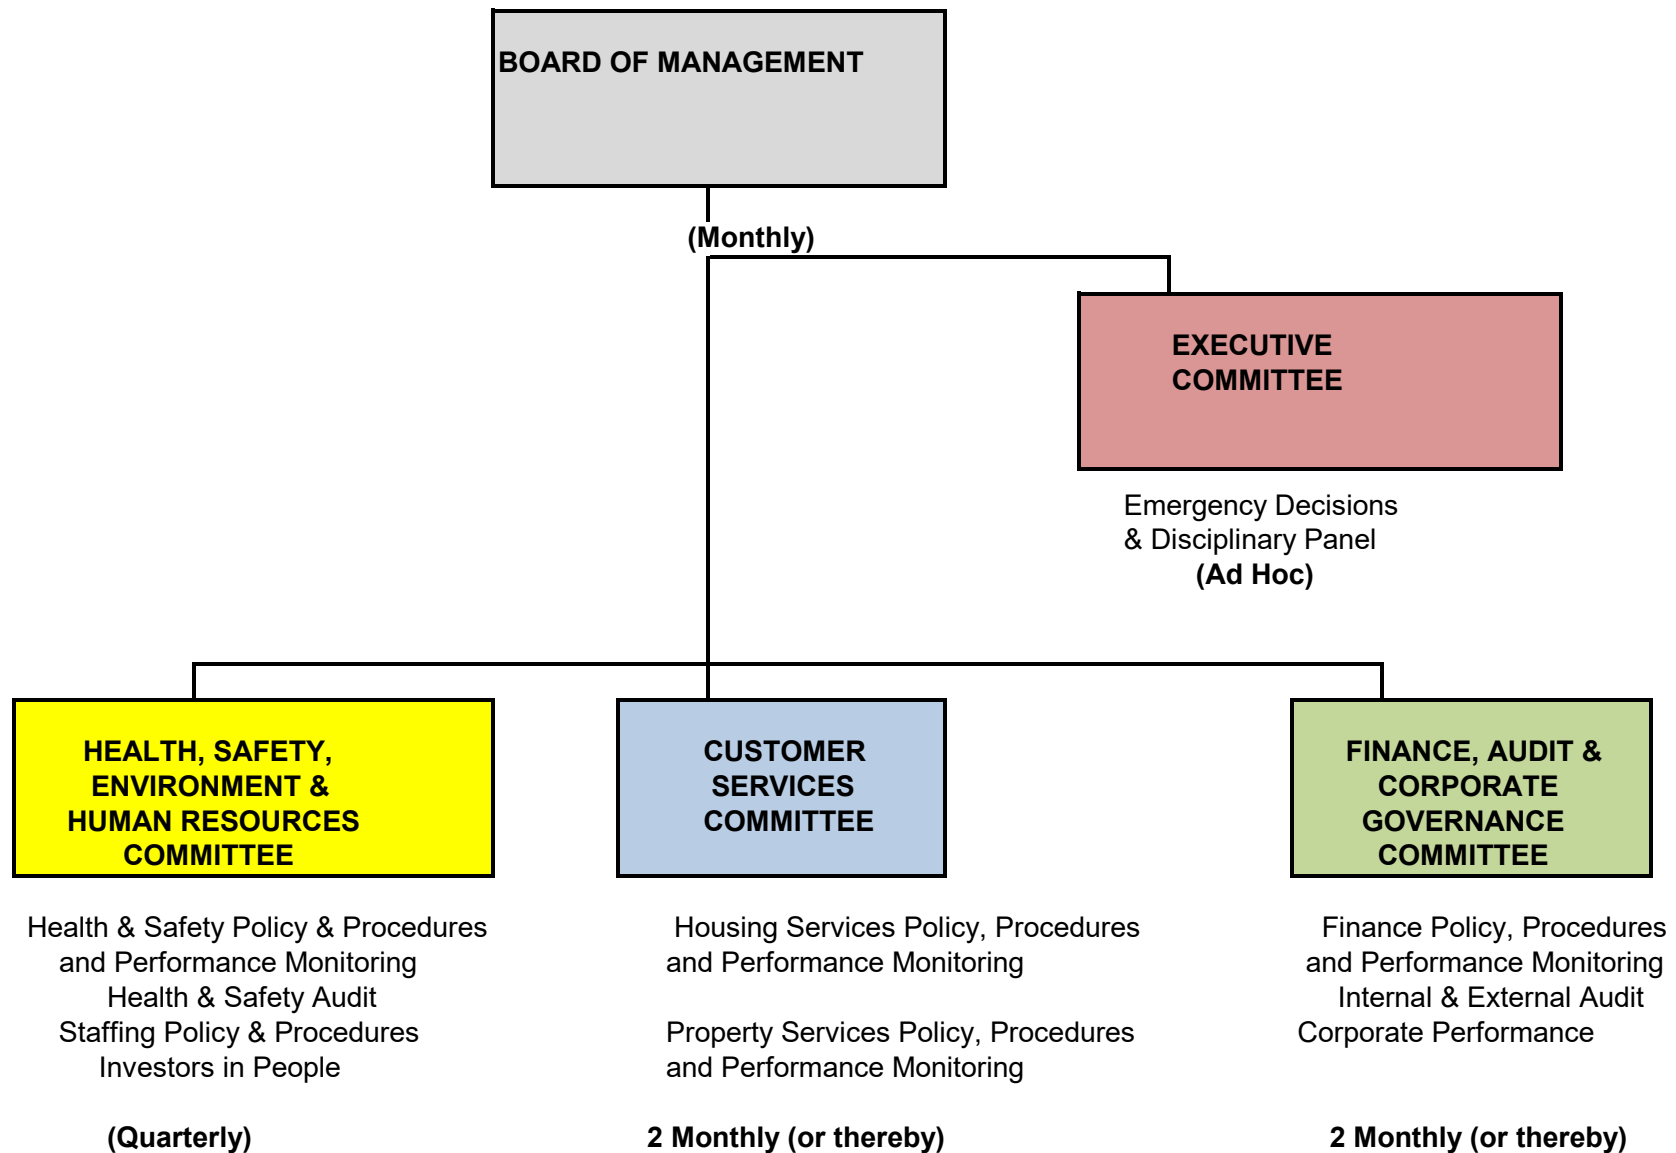 BOARD OF MANAGEMENT
(Monthly)
EXECUTIVE
COMMITTEE
Emergency Decisions
& Disciplinary Panel
(Ad Hoc)
HEALTH, SAFETY,
ENVIRONMENT &
HUMAN RESOURCES
COMMITTEE
Health & Safety Policy & Procedures
and Performance Monitoring
Health & Safety Audit
Staffing Policy & Procedures
Investors in People
(Quarterly)
CUSTOMER
SERVICES
COMMITTEE
Housing Services Policy, Procedures
and Performance Monitoring
Property Services Policy, Procedures
and Performance Monitoring
2 Monthly (or thereby)
FINANCE, AUDIT &
CORPORATE
GOVERNANCE
COMMITTEE
Finance Policy, Procedures
and Performance Monitoring
Internal & External Audit
Corporate Performance
2 Monthly (or thereby)